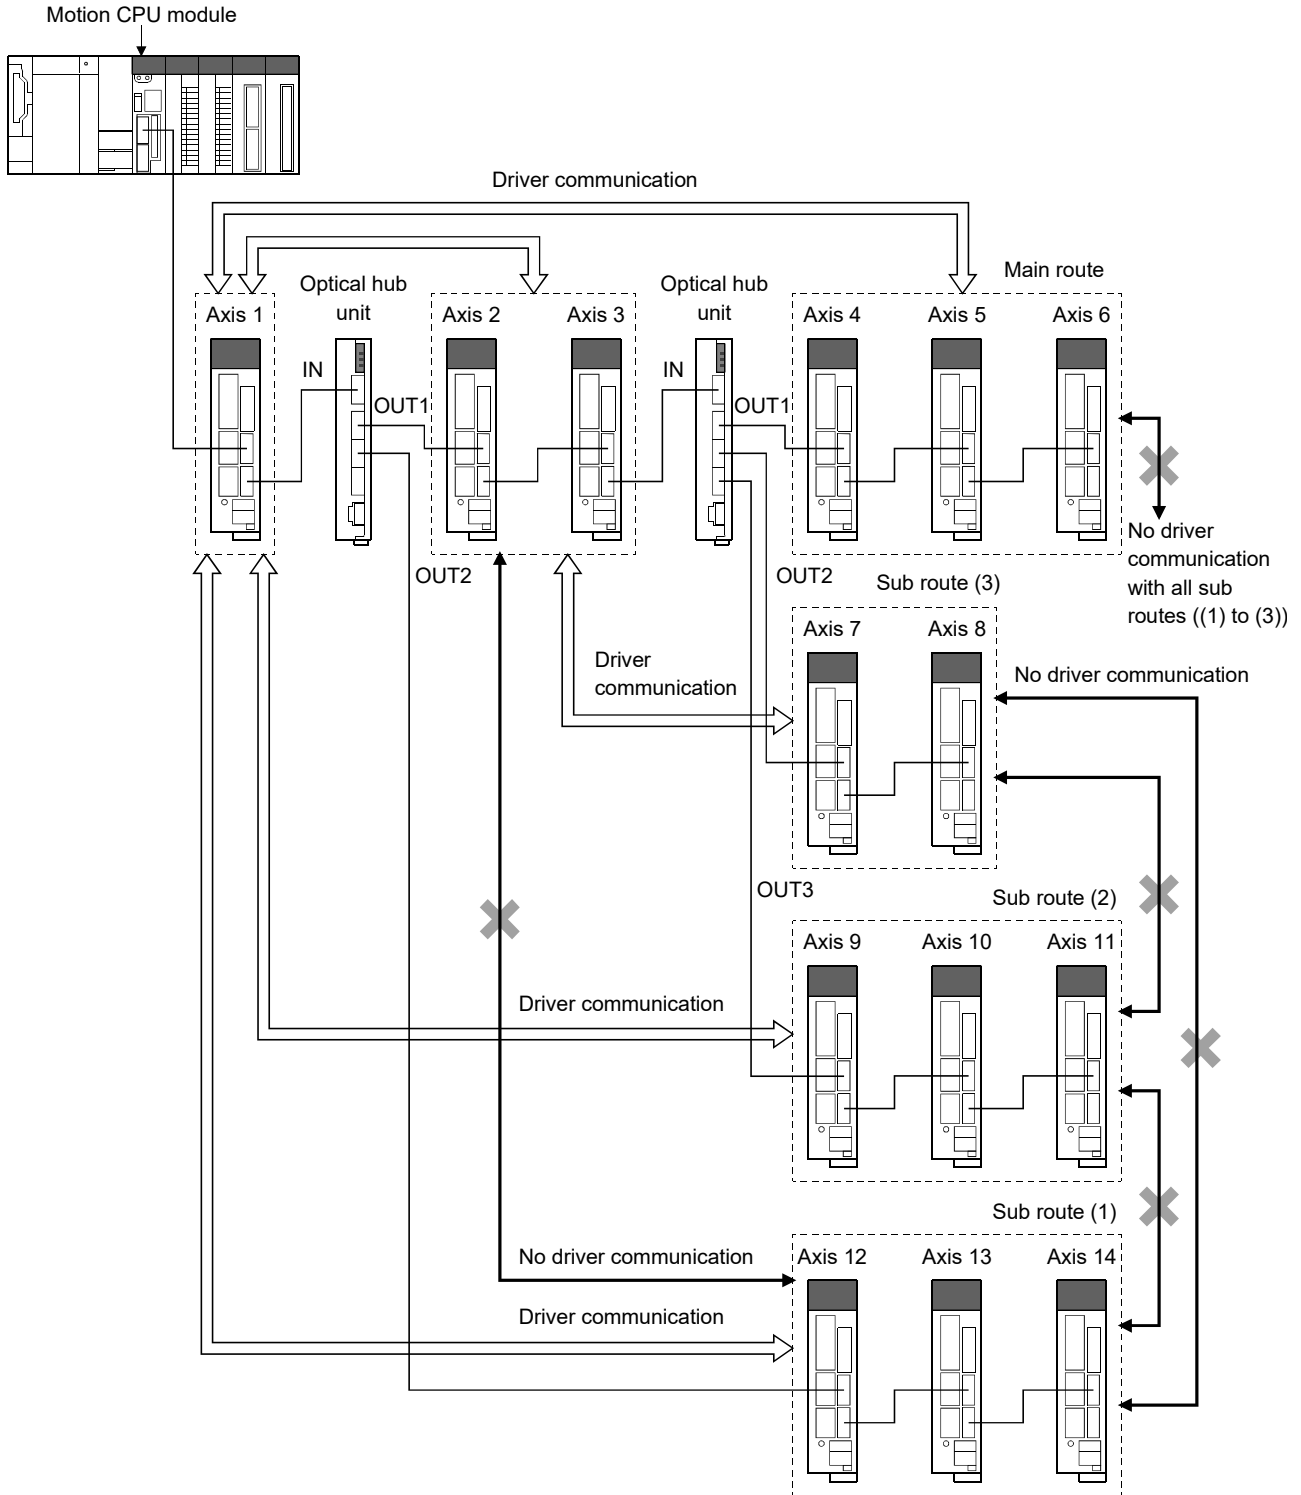 Motion CPU module
Driver communication
Main route
Optical hub
unit
Optical hub
unit
Axis 1
Axis 2
Axis 3
Axis 4
Axis 5
Axis 6
IN
OUT1
IN
OUT1
No driver
communication
with all sub
routes ((1) to (3))
OUT2
OUT2
Sub route (3)
Axis 7
Axis 8
Driver
communication
No driver communication
OUT3
Sub route (2)
Axis 9
Axis 10
Axis 11
Driver communication
Sub route (1)
No driver communication
Axis 12
Axis 13
Axis 14
Driver communication